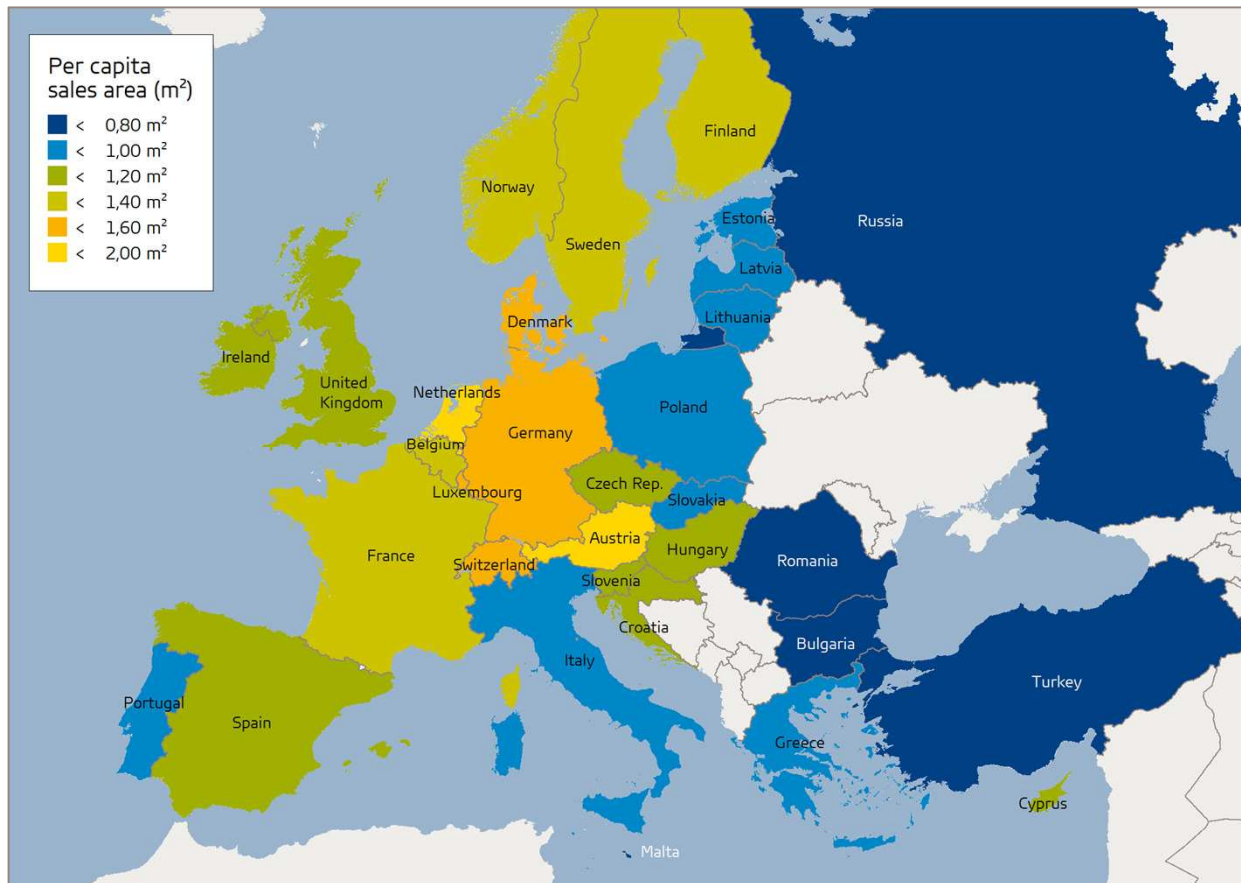 Per capita
sales area (m²)
< 0,80 m²
< 1,00 m²
< 1,20 m²
< 1,40 m²
< 1,60 m²
< 2,00 m²
Finland
Norway
Sweden
Russia
Estonia
Latvia
Lithuania
Denmark
Ireland
United
Kingdom
Netherlands
Belgium
Germany
Poland
Luxembourg
Czech Rep.
Slovakia
France
Switzerland
Austria
Hungary
Slovenia
Croatia
Romania
Bulgaria
Italy
Portugal
Spain
Greece
Turkey
Cyprus
Malta